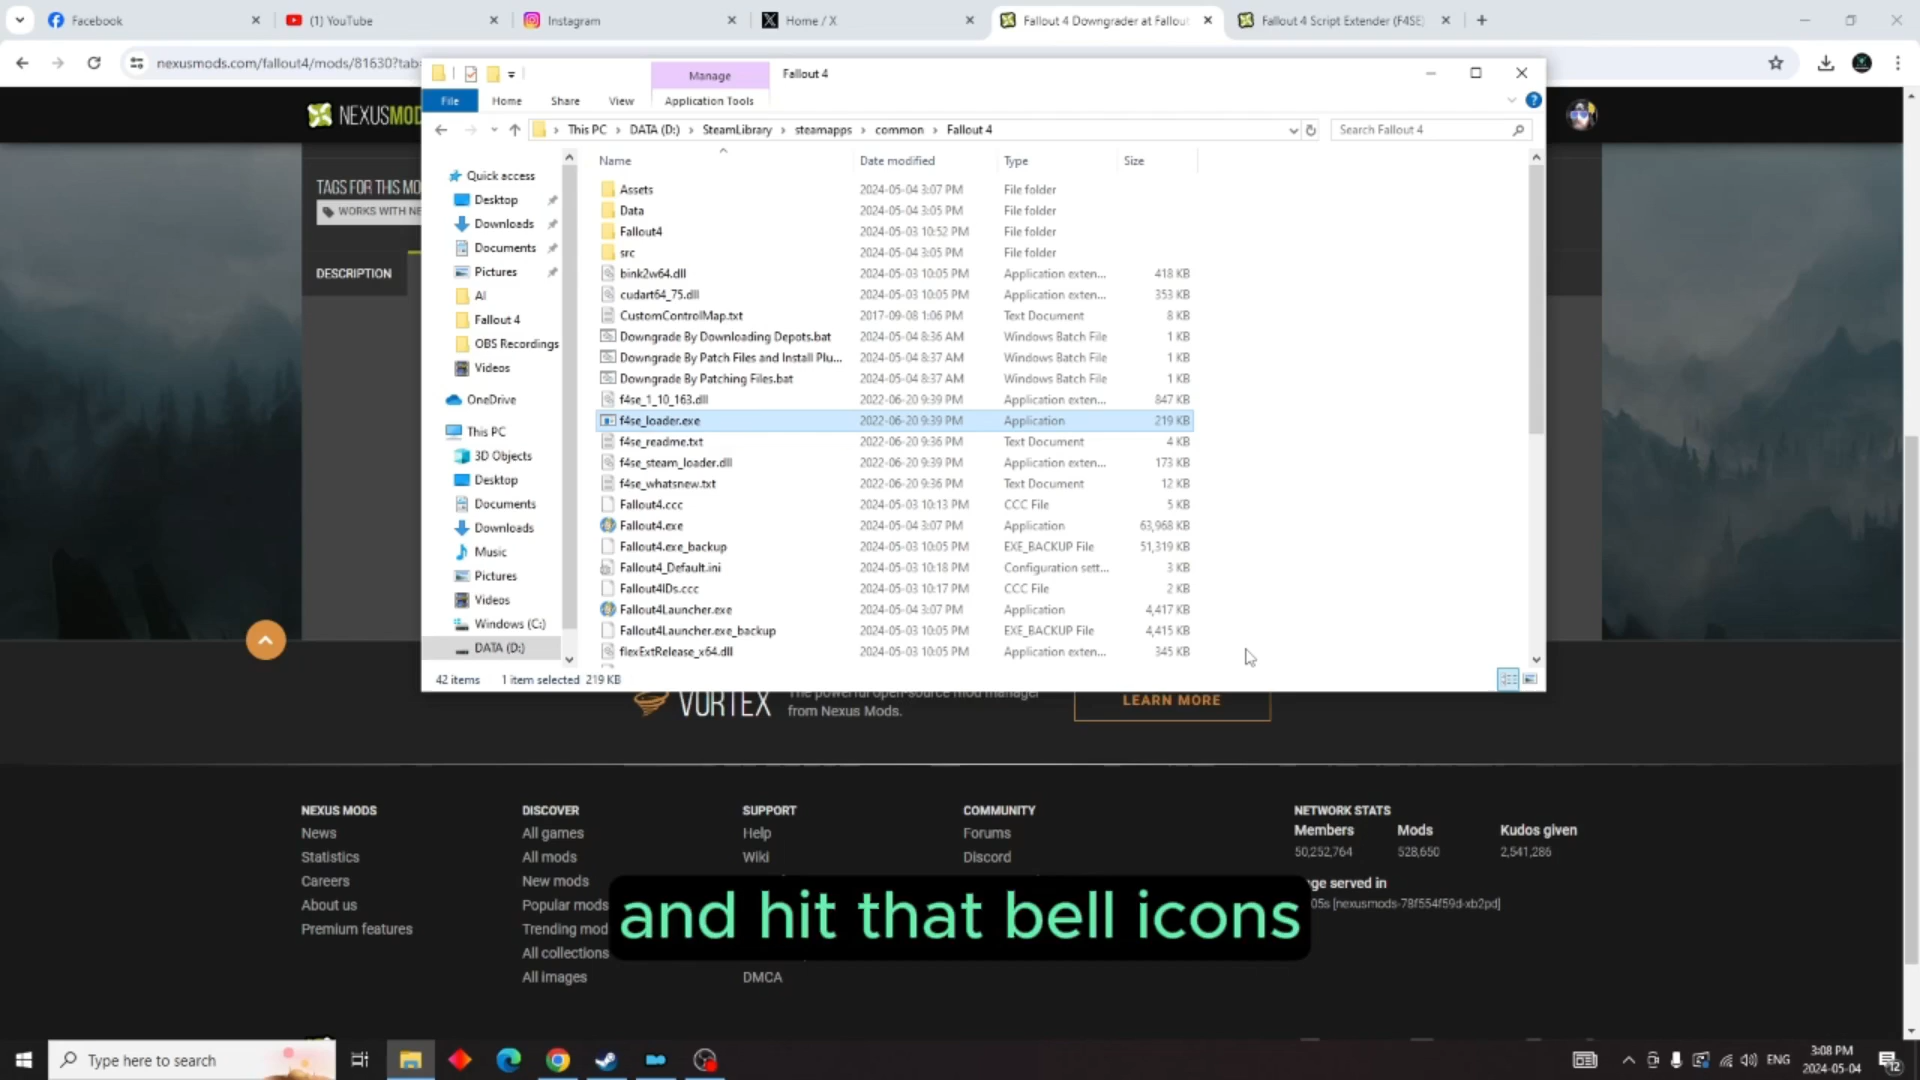 Facebook
(1) YouTube
Instagram
Home / X
Fallout 4 Downgrader at Fallout
Fallout 4 Script Extender (F4SE)
nexusmods.com/fallout4/mods/81630?tab=
NEXUSMOD
TAGS FOR THIS MO
WORKS WITH NE
DESCRIPTION
Manage
Fallout 4
File
Home
Share
View
Application Tools
This PC > DATA (D:) > SteamLibrary > steamapps > common > Fallout 4
Search Fallout 4
Quick access
Desktop
Downloads
Documents
Pictures
AI
Fallout 4
OBS Recordings
Videos
OneDrive
This PC
3D Objects
Desktop
Documents
Downloads
Music
Pictures
Videos
Windows (C:)
DATA (D:)
Name Date modified Type Size
Assets 2024-05-04 3:07 PM File folder
Data 2024-05-04 3:05 PM File folder
Fallout4 2024-05-03 10:52 PM File folder
src 2024-05-04 3:05 PM File folder
bink2w64.dll 2024-05-03 10:05 PM Application exten... 418 KB
cudart64_75.dll 2024-05-03 10:05 PM Application exten... 353 KB
CustomControlMap.txt 2017-09-08 1:06 PM Text Document 8 KB
Downgrade By Downloading Depots.bat 2024-05-04 8:36 AM Windows Batch File 1 KB
Downgrade By Patch Files and Install Plu... 2024-05-04 8:37 AM Windows Batch File 1 KB
Downgrade By Patching Files.bat 2024-05-04 8:37 AM Windows Batch File 1 KB
f4se_1_10_163.dll 2022-06-20 9:39 PM Application exten... 847 KB
f4se_loader.exe 2022-06-20 9:39 PM Application 219 KB
f4se_readme.txt 2022-06-20 9:36 PM Text Document 4 KB
f4se_steam_loader.dll 2022-06-20 9:39 PM Application exten... 173 KB
f4se_whatsnew.txt 2022-06-20 9:36 PM Text Document 12 KB
Fallout4.ccc 2024-05-03 10:13 PM CCC File 5 KB
Fallout4.exe 2024-05-04 3:07 PM Application 63,968 KB
Fallout4.exe_backup 2024-05-03 10:05 PM EXE_BACKUP File 51,319 KB
Fallout4_Default.ini 2024-05-03 10:18 PM Configuration sett... 3 KB
Fallout4IDs.ccc 2024-05-03 10:17 PM CCC File 2 KB
Fallout4Launcher.exe 2024-05-04 3:07 PM Application 4,417 KB
Fallout4Launcher.exe_backup 2024-05-03 10:05 PM EXE_BACKUP File 4,415 KB
flexExtRelease_x64.dll 2024-05-03 10:05 PM Application exten... 345 KB
42 items 1 item selected 219 KB
VORTEX
The powerful open-source mod manager
from Nexus Mods.
LEARN MORE
NEXUS MODS
News
Statistics
Careers
About us
Premium features
DISCOVER
All games
All mods
New mods
Popular mods
Trending mod
All collections
All images
SUPPORT
Help
Wiki
DMCA
COMMUNITY
Forums
Discord
NETWORK STATS
Members Mods Kudos given
50,252,764 528,650 2,541,286
ge served in
05s [nexusmods-78f554f59d-xb2pd]
and hit that bell icons
Type here to search
ENG
3:08 PM
2024-05-04
12